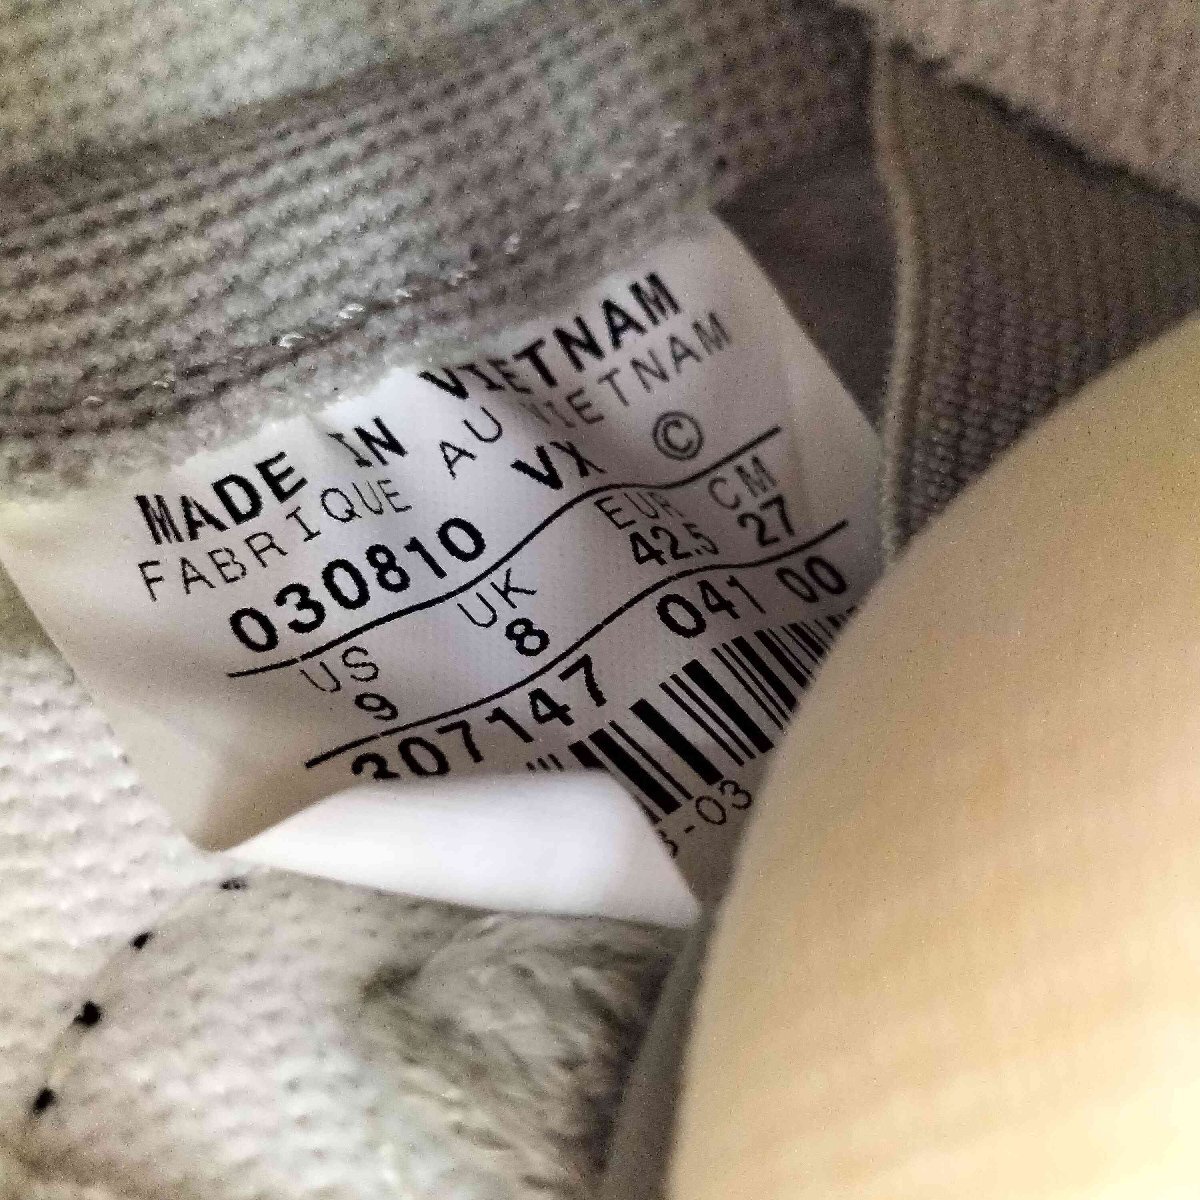 MADE IN VIETNAM
FABRIQUE AU VIETNAM
030810 VX ©
US UK EUR CM
9 8 42.5 27
307147 041 00
-03